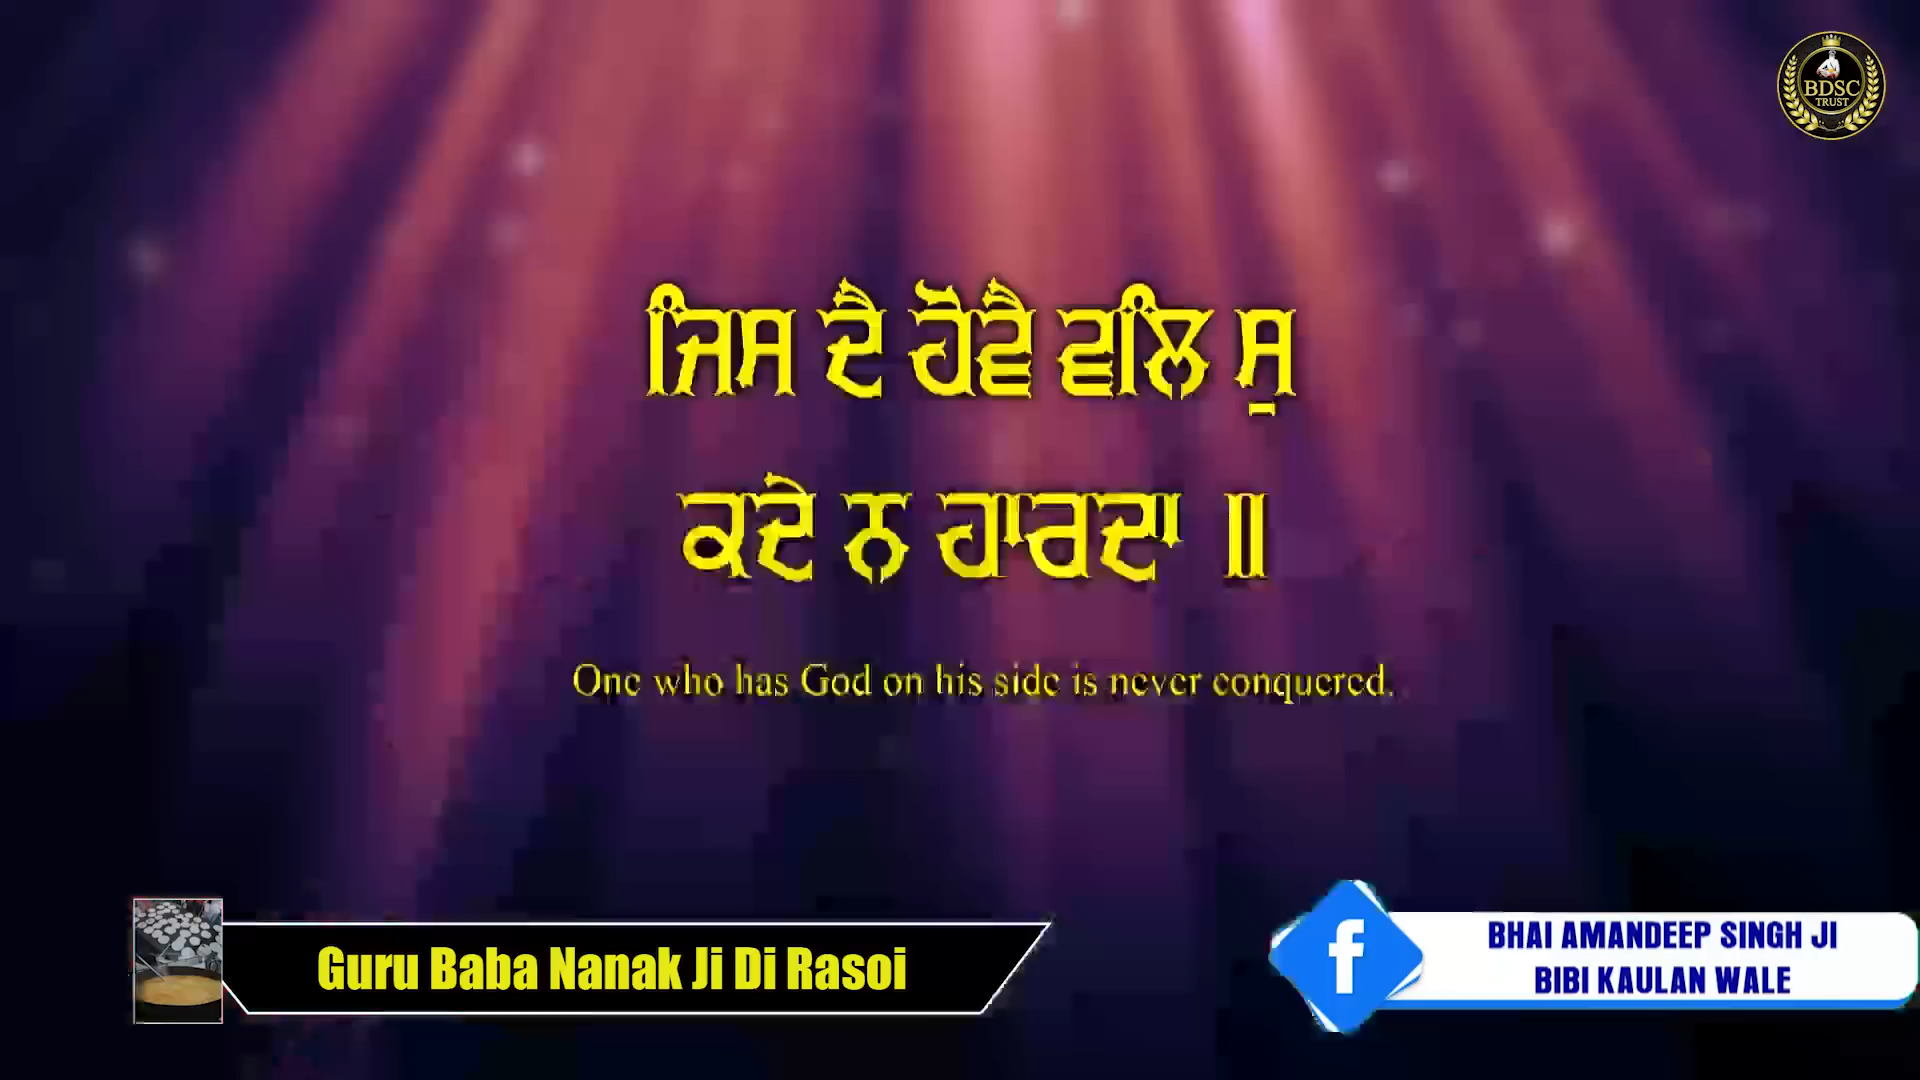 BDSC
TRUST
ਜਿਸ ਦੈ ਹੋਵੈ ਵਲਿ ਸੁ
ਕਦੇ ਨ ਹਾਰਦਾ ॥
One who has God on his side is never conquered.
Guru Baba Nanak Ji Di Rasoi
f
BHAI AMANDEEP SINGH JI
BIBI KAULAN WALE